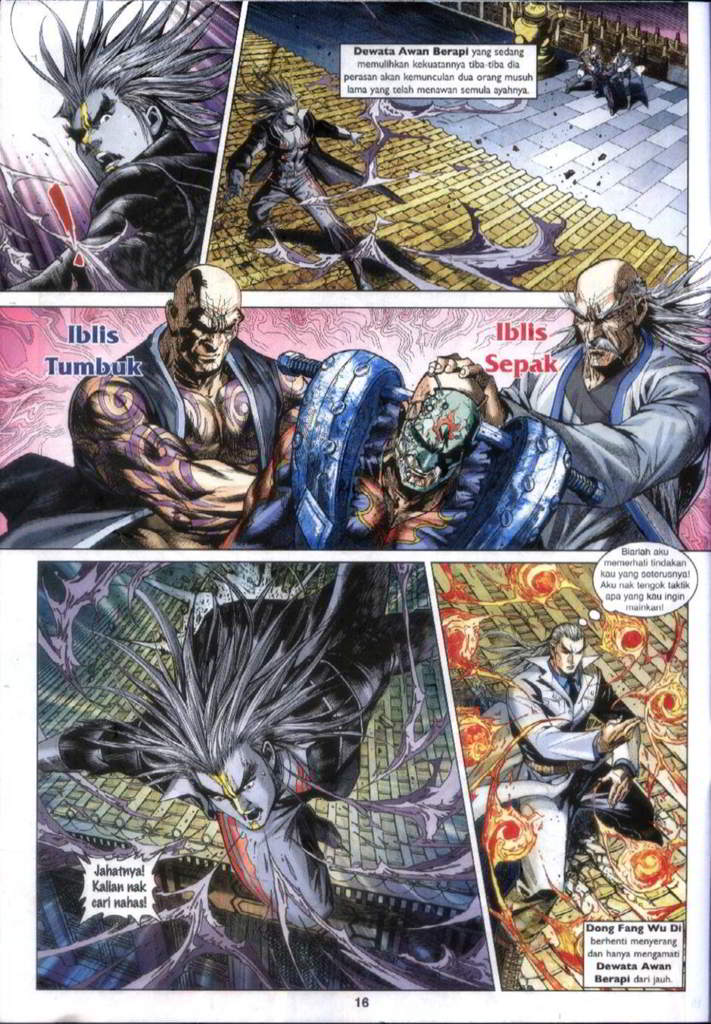 Dewata Awan Berapi yang sedang
memulihkan kekuatannya tiba-tiba dia
perasan akan kemunculan dua orang musuh
lama yang telah menawan semula ayahnya.
!
Iblis
Tumbuk
Iblis
Sepak
Jahatnya!
Kalian nak
cari nahas!
Biarlah aku
memerhati tindakan
kau yang seterusnya!
Aku nak tengok taktik
apa yang kau ingin
mainkan!
Dong Fang Wu Di
berhenti menyerang
dan hanya mengamati
Dewata Awan
Berapi dari jauh.
16